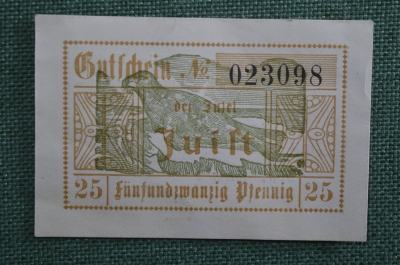 Gutschein № 023098
der Insel
Juist
25 Fünfundzwanzig Pfennig 25